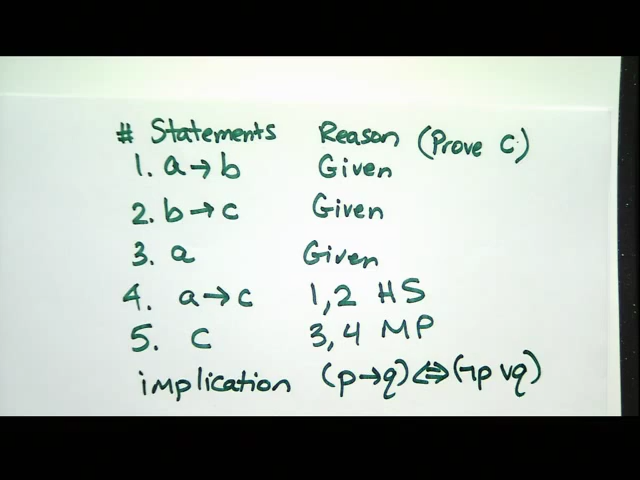 # Statements Reason (Prove C)
1. a→b Given
2. b→c Given
3. a Given
4. a→c 1,2 HS
5. c 3,4 MP
implication (p→q)⇔(¬p∨q)